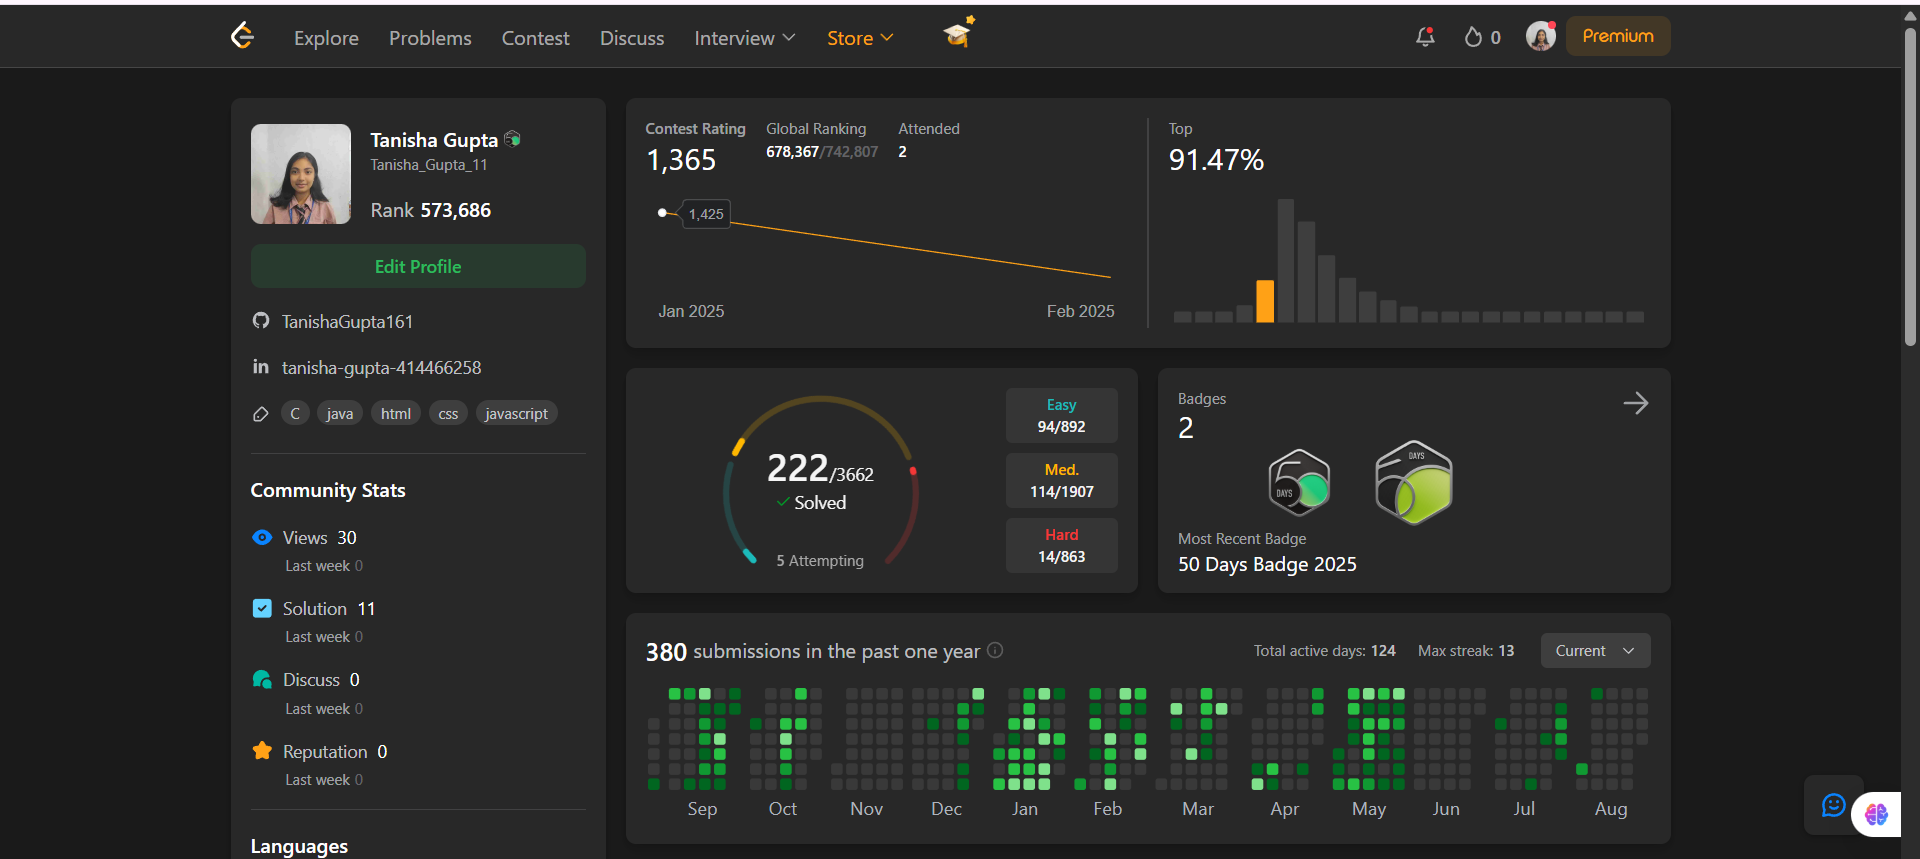 Explore Problems Contest Discuss Interview Store 0 Premium
Tanisha Gupta
Tanisha_Gupta_11
Rank 573,686
Edit Profile
TanishaGupta161
tanisha-gupta-414466258
C java html css javascript
Community Stats
Views 30
Last week 0
Solution 11
Last week 0
Discuss 0
Last week 0
Reputation 0
Last week 0
Languages
Contest Rating
1,365
Global Ranking
678,367/742,807
Attended
2
1,425
Jan 2025 Feb 2025
Top
91.47%
222/3662
Solved
5 Attempting
Easy
94/892
Med.
114/1907
Hard
14/863
Badges
2
50 DAYS
50 DAYS
Most Recent Badge
50 Days Badge 2025
380 submissions in the past one year
Total active days: 124 Max streak: 13 Current
Sep Oct Nov Dec Jan Feb Mar Apr May Jun Jul Aug